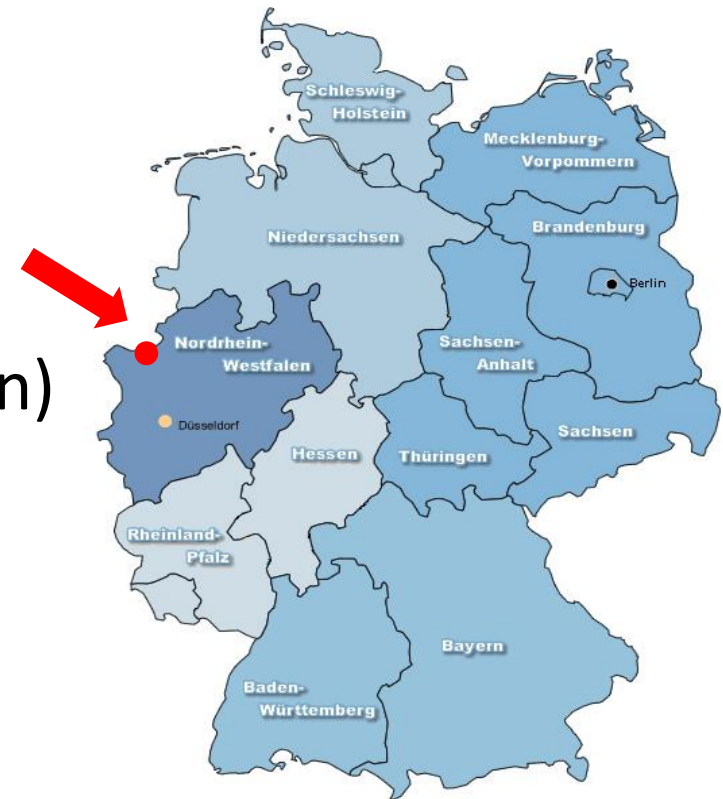 Schleswig-
Holstein
Mecklenburg-
Vorpommern
Brandenburg
Niedersachsen
Berlin
Nordrhein-
Westfalen
Sachsen-
Anhalt
n)
Düsseldorf
Sachsen
Hessen
Thüringen
Rheinland-
Pfalz
Bayern
Baden-
Württemberg